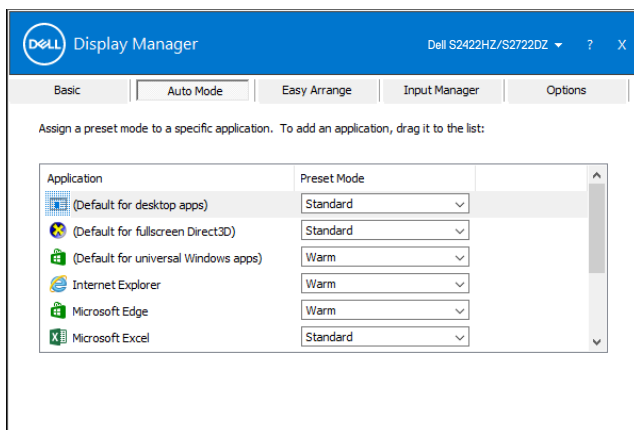 DELL Display Manager Dell S2422HZ/S2722DZ ? X
Basic Auto Mode Easy Arrange Input Manager Options
Assign a preset mode to a specific application. To add an application, drag it to the list:
Application Preset Mode
(Default for desktop apps) Standard
(Default for fullscreen Direct3D) Standard
(Default for universal Windows apps) Warm
Internet Explorer Warm
Microsoft Edge Warm
Microsoft Excel Standard